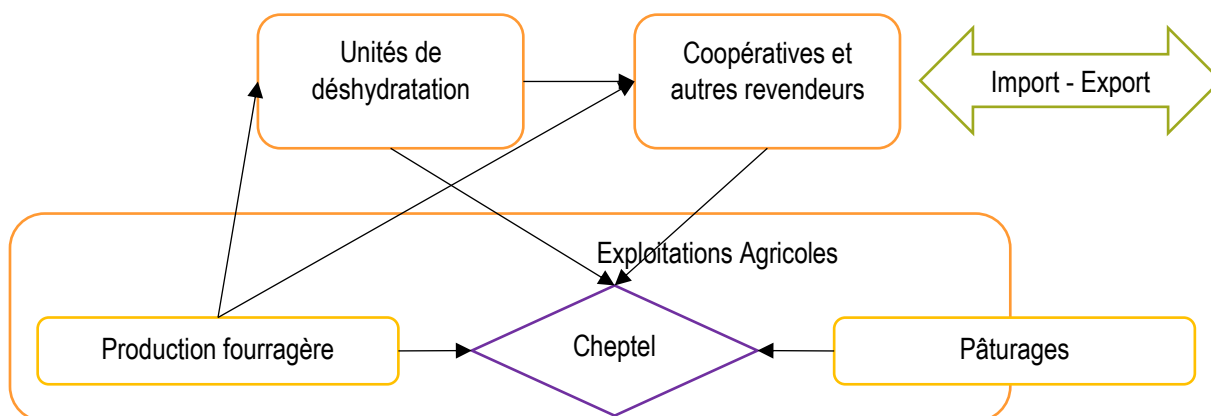 Unités de
déshydratation
Coopératives et
autres revendeurs
Import - Export
Exploitations Agricoles
Production fourragère
Cheptel
Pâturages